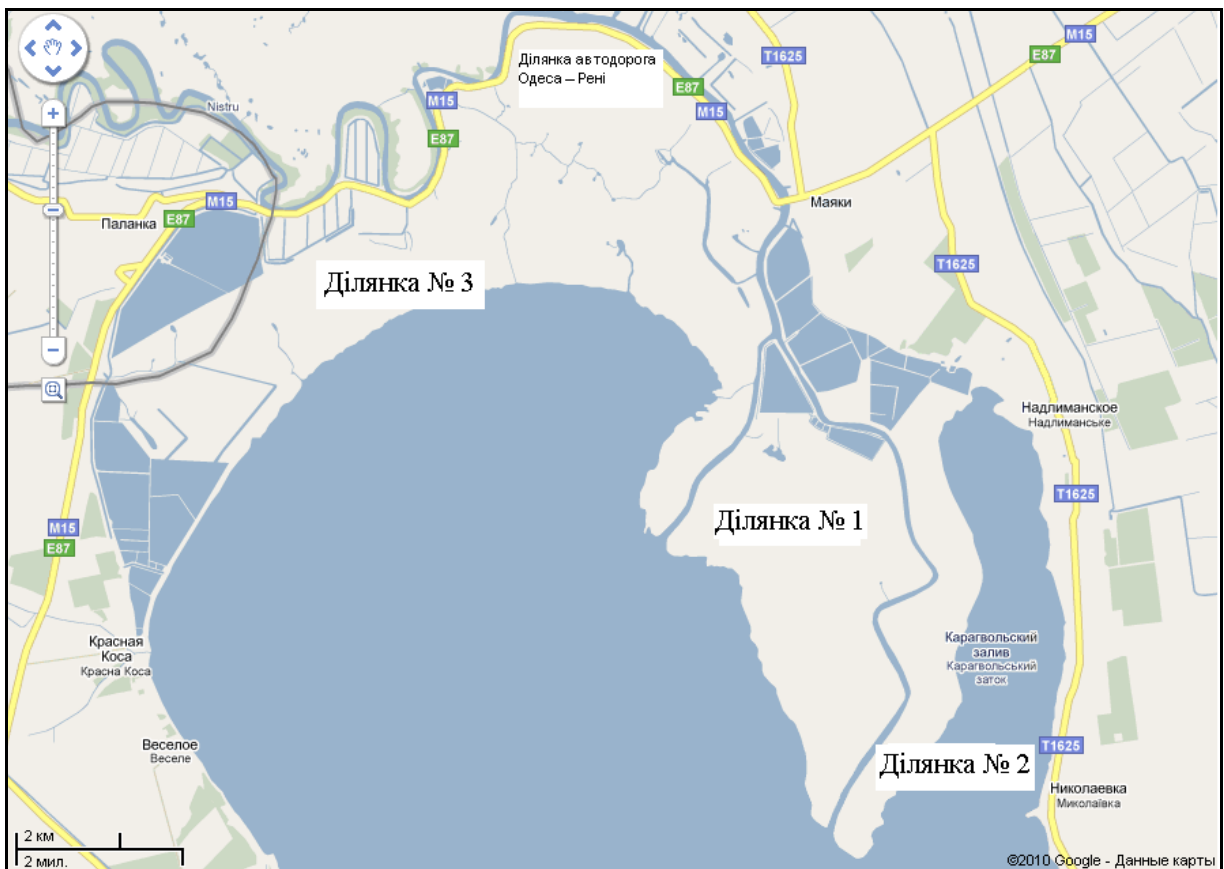 M15
T1625
E87
Ділянка автодорога
Одеса – Рені
E87
M15
M15
Nistru
E87
Маяки
M15
E87
Паланка
T1625
Ділянка № 3
Надлиманское
Надлиманське
T1625
Ділянка № 1
M15
E87
Красная
Коса
Красна Коса
Карагвольский
залив
Карагвольський
заток
Веселое
Веселе
T1625
Ділянка № 2
Николаевка
Миколаївка
2 км
2 мил.
©2010 Google - Данные карты